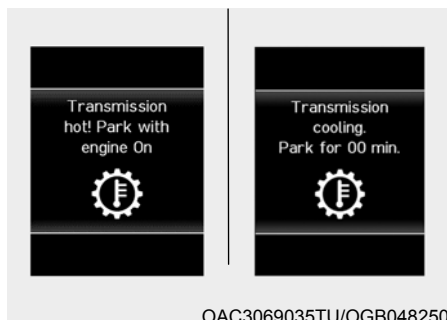 Transmission
hot! Park with
engine On
Transmission
cooling.
Park for 00 min.
OAC3069035TU/OGB048250